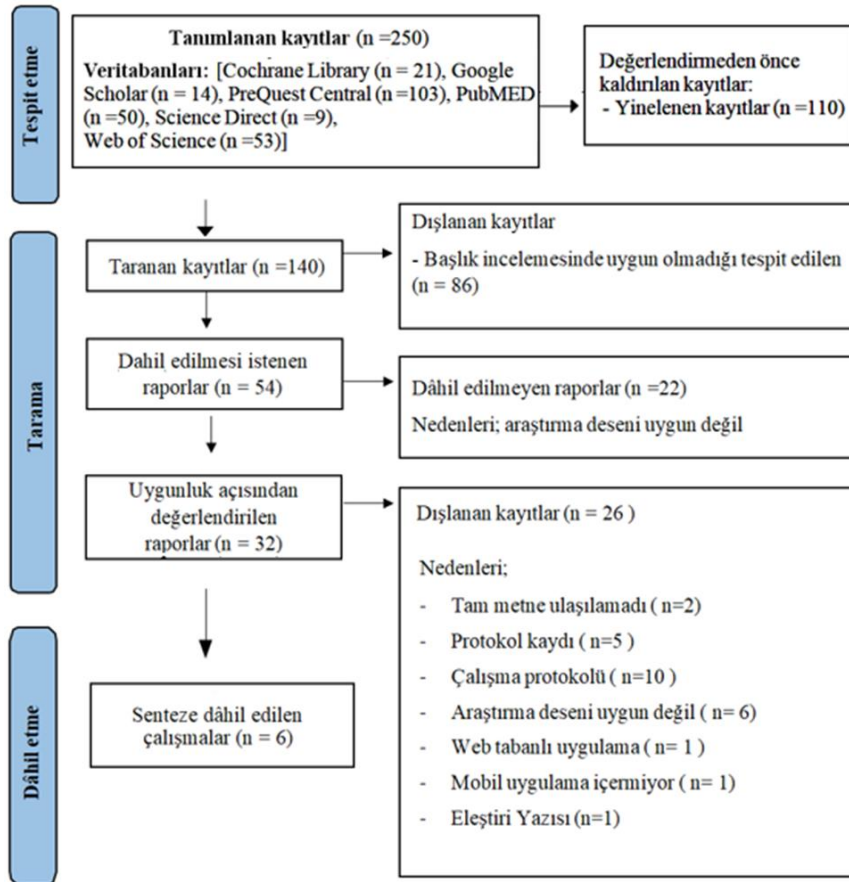 Tespit etme
Tanımlanan kayıtlar (n =250)
Veritabanları: [Cochrane Library (n = 21), Google
Scholar (n = 14), PreQuest Central (n =103), PubMED
(n =50), Science Direct (n =9),
Web of Science (n =53)]
Değerlendirmeden önce
kaldırılan kayıtlar:
- Yinelenen kayıtlar (n =110)
Tarama
Taranan kayıtlar (n =140)
Dışlanan kayıtlar
- Başlık incelemesinde uygun olmadığı tespit edilen
(n = 86)
Dahil edilmesi istenen
raporlar (n = 54)
Dâhil edilmeyen raporlar (n =22)
Nedenleri; araştırma deseni uygun değil
Uygunluk açısından
değerlendirilen
raporlar (n = 32)
Dışlanan kayıtlar (n = 26 )
Nedenleri;
- Tam metne ulaşılamadı ( n=2)
- Protokol kaydı ( n=5 )
- Çalışma protokolü ( n=10 )
- Araştırma deseni uygun değil ( n= 6)
- Web tabanlı uygulama ( n= 1 )
- Mobil uygulama içermiyor ( n= 1)
- Eleştiri Yazısı (n=1)
Dâhil etme
Senteze dâhil edilen
çalışmalar (n = 6)